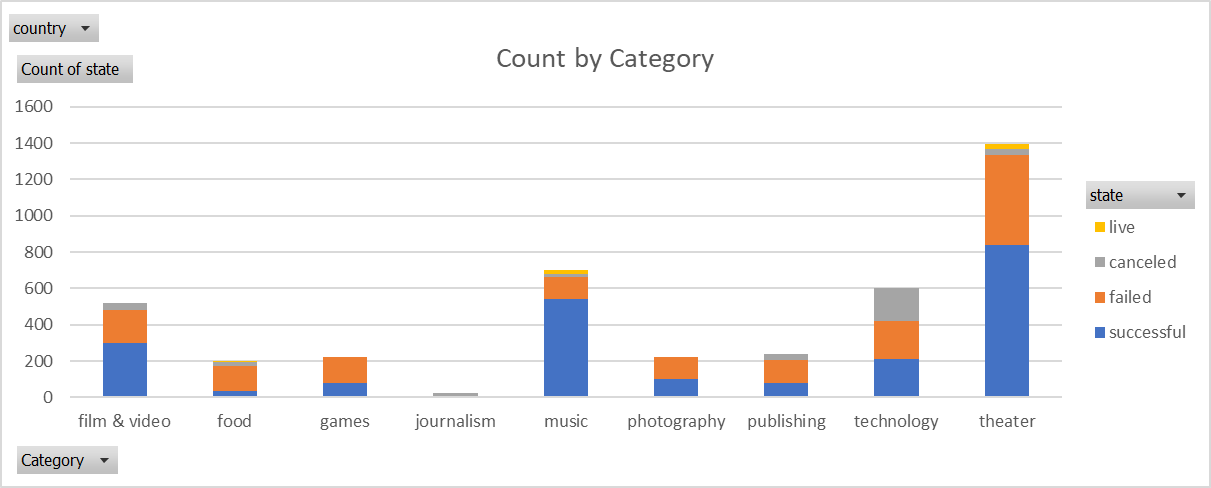 country
Count of state
Count by Category
1600
1400
1200
1000
800
600
400
200
0
film & video food games journalism music photography publishing technology theater
state
live
canceled
failed
successful
Category